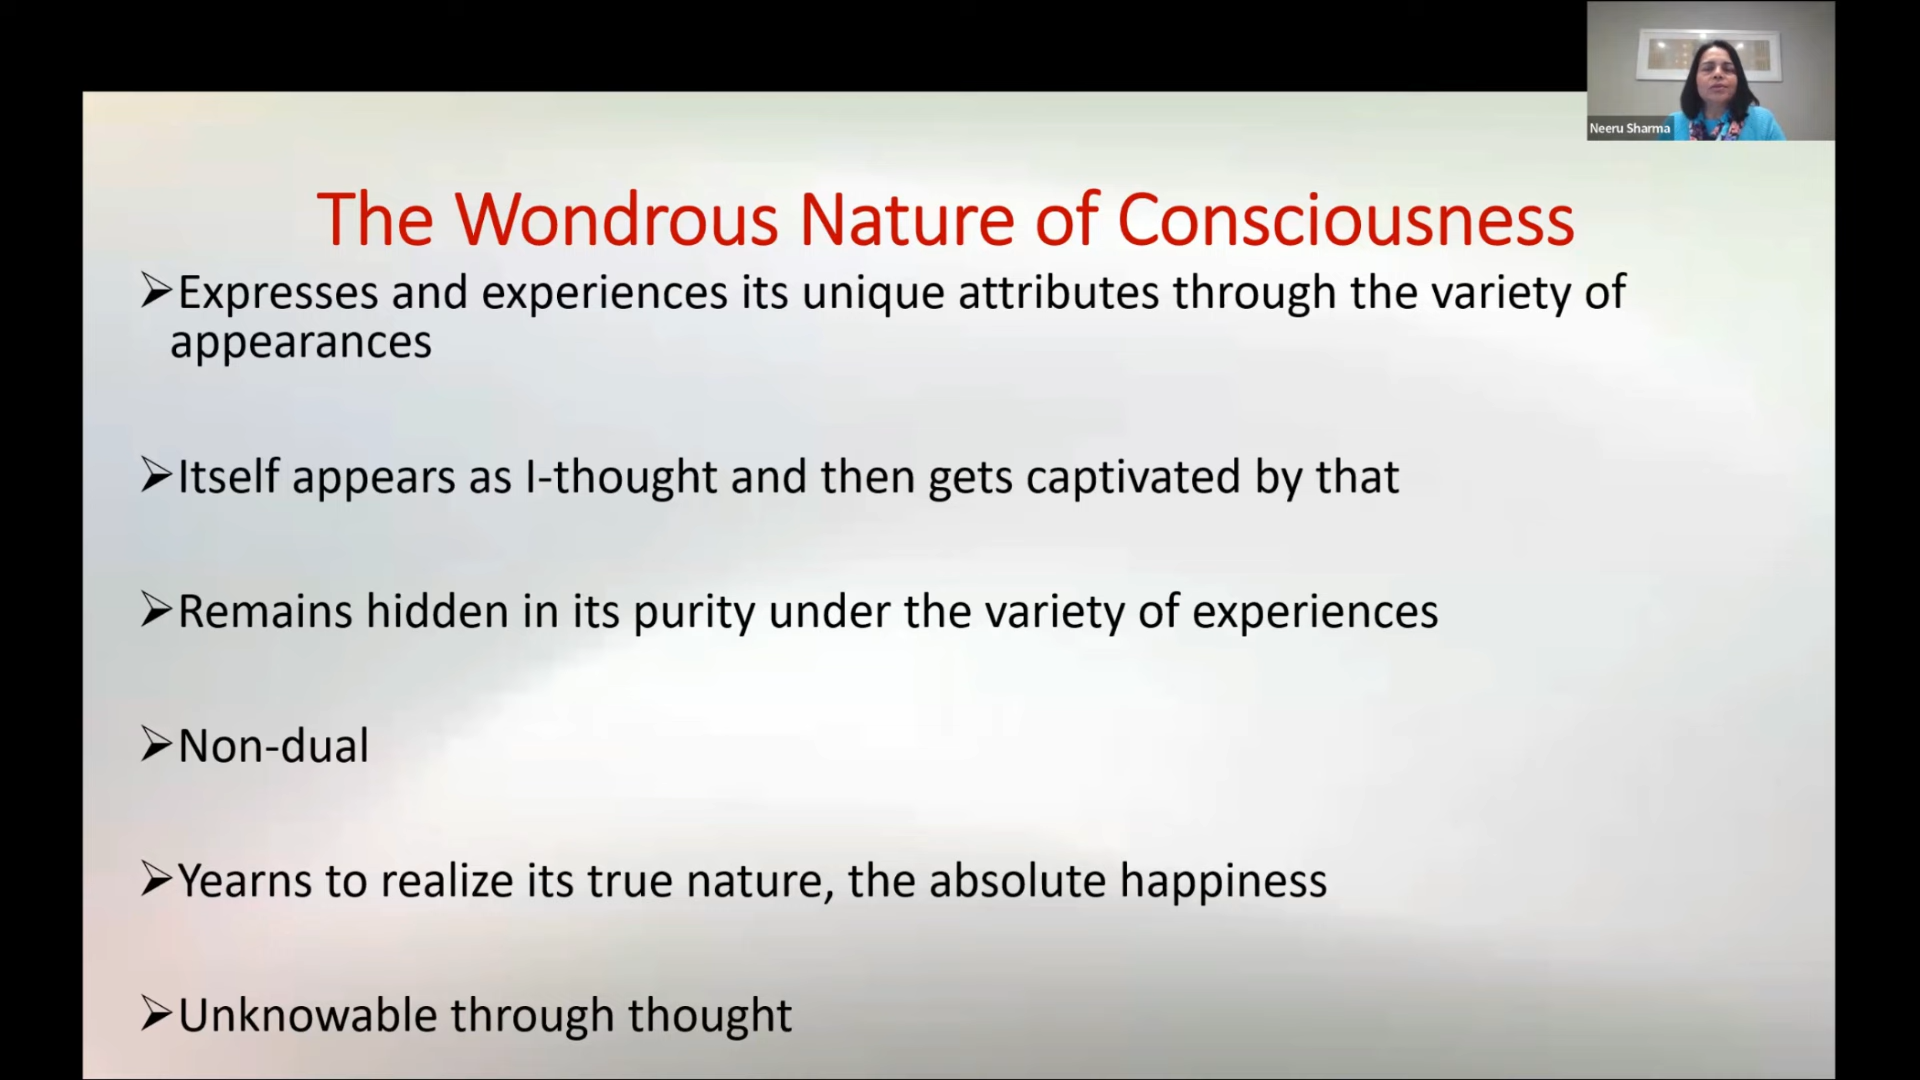 Neeru Sharma
The Wondrous Nature of Consciousness
➢Expresses and experiences its unique attributes through the variety of
appearances
➢Itself appears as I-thought and then gets captivated by that
➢Remains hidden in its purity under the variety of experiences
➢Non-dual
➢Yearns to realize its true nature, the absolute happiness
➢Unknowable through thought